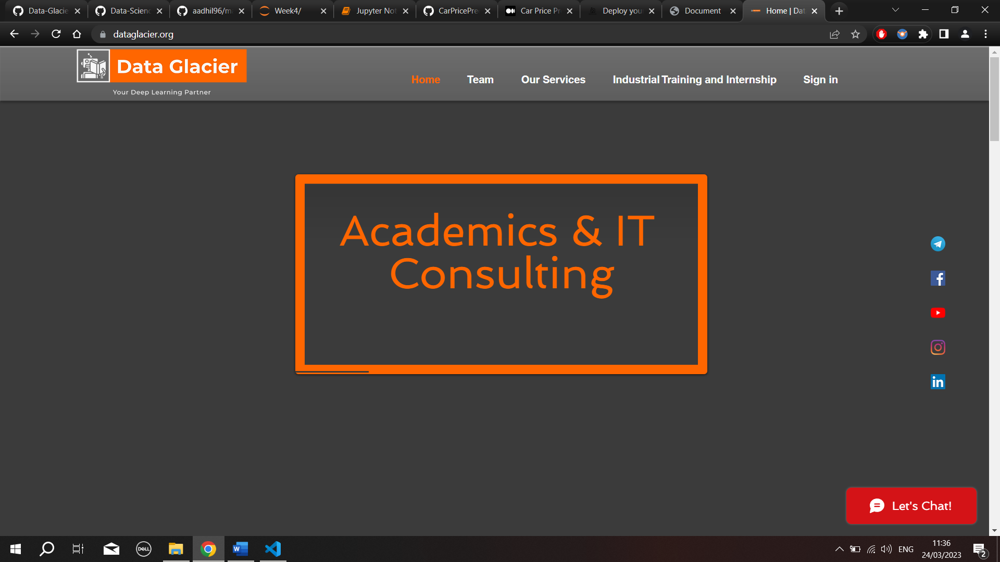 Data-Glacie
Data-Scienc
aadhil96/m
Week4/
Jupyter Not
CarPricePre
Car Price Pr
Deploy you
Document
Home | Dat
dataglacier.org
Data Glacier
Your Deep Learning Partner
Home
Team
Our Services
Industrial Training and Internship
Sign in
Academics & IT
Consulting
Let's Chat!
DELL
W
ENG
11:36
24/03/2023
2